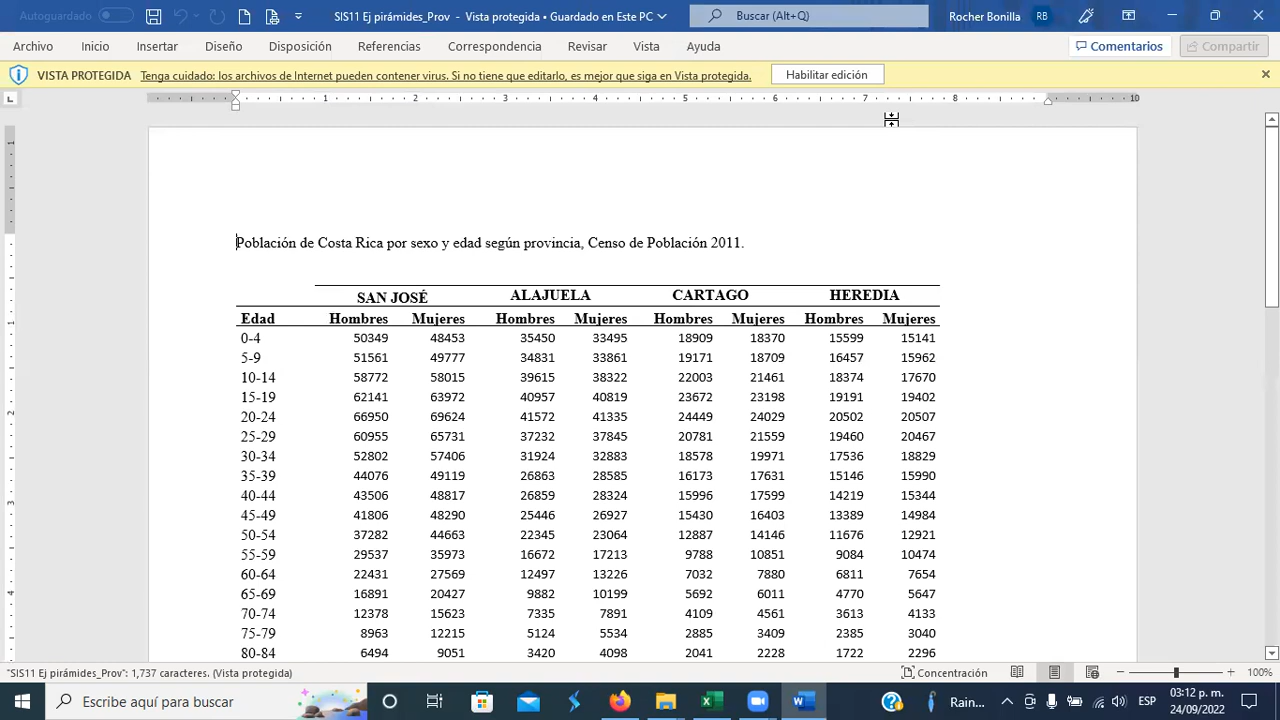 Autoguardado SIS11 Ej pirámides_Prov - Vista protegida • Guardado en Este PC Buscar (Alt+Q) Rocher Bonilla RB
Archivo Inicio Insertar Diseño Disposición Referencias Correspondencia Revisar Vista Ayuda Comentarios Compartir
VISTA PROTEGIDA Tenga cuidado: los archivos de Internet pueden contener virus. Si no tiene que editarlo, es mejor que siga en Vista protegida. Habilitar edición
1 2 3 4 5 6 7 8 9 10
Población de Costa Rica por sexo y edad según provincia, Censo de Población 2011.
SAN JOSÉ ALAJUELA CARTAGO HEREDIA
Edad Hombres Mujeres Hombres Mujeres Hombres Mujeres Hombres Mujeres
0-4 50349 48453 35450 33495 18909 18370 15599 15141
5-9 51561 49777 34831 33861 19171 18709 16457 15962
10-14 58772 58015 39615 38322 22003 21461 18374 17670
15-19 62141 63972 40957 40819 23672 23198 19191 19402
20-24 66950 69624 41572 41335 24449 24029 20502 20507
25-29 60955 65731 37232 37845 20781 21559 19460 20467
30-34 52802 57406 31924 32883 18578 19971 17536 18829
35-39 44076 49119 26863 28585 16173 17631 15146 15990
40-44 43506 48817 26859 28324 15996 17599 14219 15344
45-49 41806 48290 25446 26927 15430 16403 13389 14984
50-54 37282 44663 22345 23064 12887 14146 11676 12921
55-59 29537 35973 16672 17213 9788 10851 9084 10474
60-64 22431 27569 12497 13226 7032 7880 6811 7654
65-69 16891 20427 9882 10199 5692 6011 4770 5647
70-74 12378 15623 7335 7891 4109 4561 3613 4133
75-79 8963 12215 5124 5534 2885 3409 2385 3040
80-84 6494 9051 3420 4098 2041 2228 1722 2296
"SIS11 Ej pirámides_Prov": 1,737 caracteres. (Vista protegida) Concentración 100%
Escribe aquí para buscar Rain... ESP 03:12 p. m.
24/09/2022